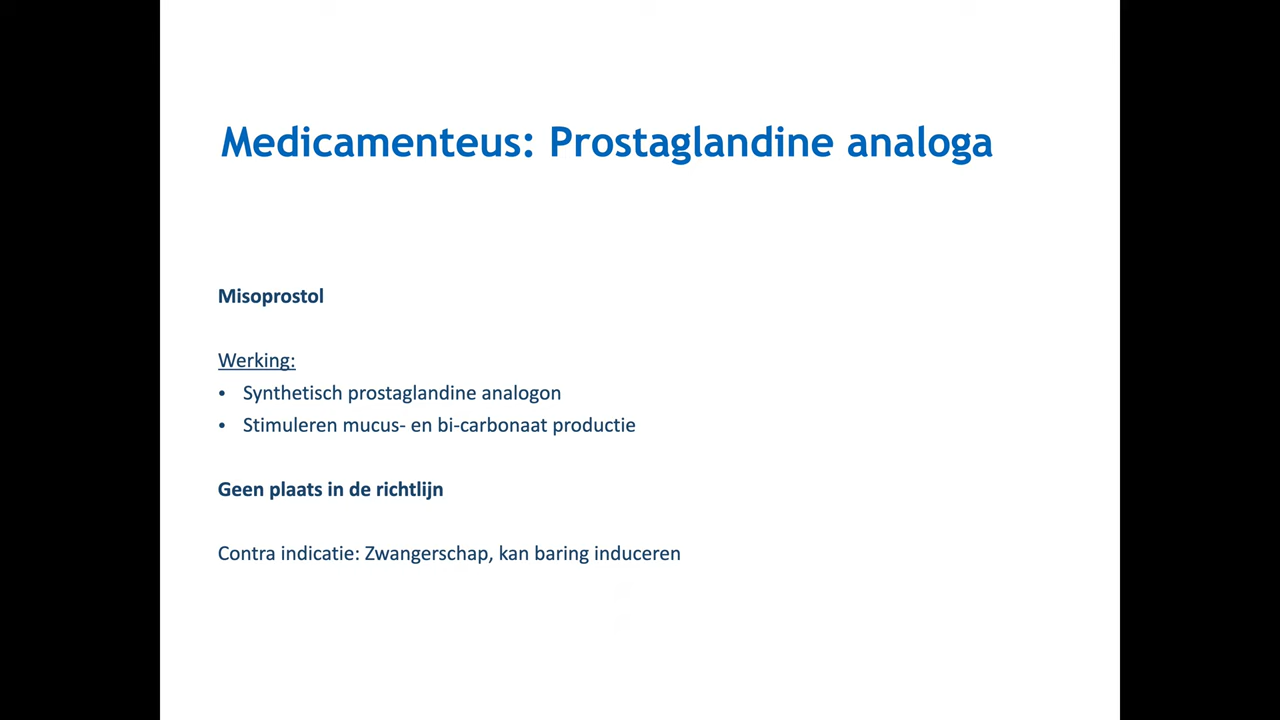 Medicamenteus: Prostaglandine analoga
Misoprostol
Werking:
• Synthetisch prostaglandine analogon
• Stimuleren mucus- en bi-carbonaat productie
Geen plaats in de richtlijn
Contra indicatie: Zwangerschap, kan baring induceren